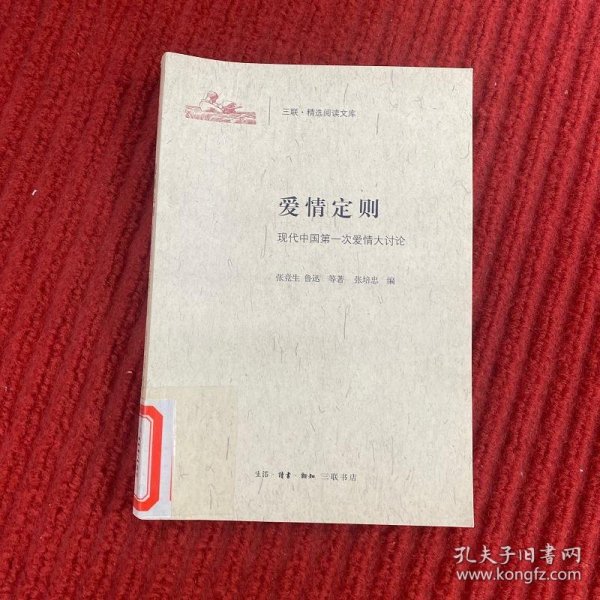 三联·精选阅读文库
爱情定则
现代中国第一次爱情大讨论
张竞生 鲁迅 等著 张培忠 编
生活·读书·新知 三联书店
孔夫子旧书网
www.kongfz.com